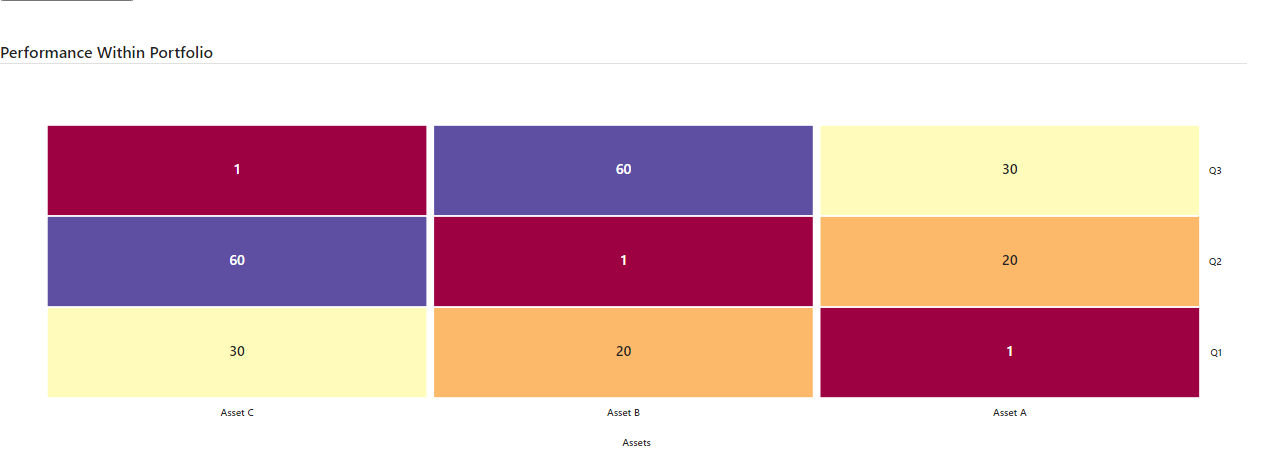 Performance Within Portfolio
1 60 30 Q3
60 1 20 Q2
30 20 1 Q1
Asset C Asset B Asset A
Assets